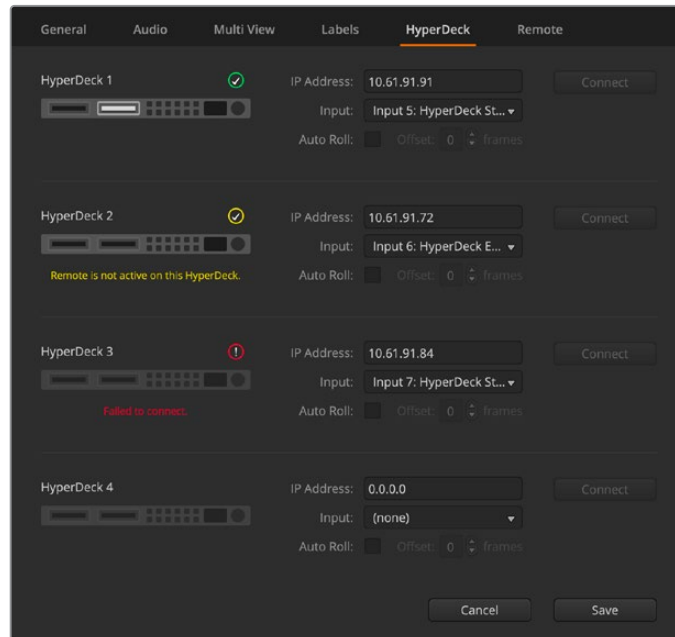 General Audio Multi View Labels HyperDeck Remote
HyperDeck 1 IP Address: 10.61.91.91 Connect
Input: Input 5: HyperDeck St...
Auto Roll: Offset: 0 frames
HyperDeck 2 IP Address: 10.61.91.72 Connect
Input: Input 6: HyperDeck E...
Remote is not active on this HyperDeck. Auto Roll: Offset: 0 frames
HyperDeck 3 IP Address: 10.61.91.84 Connect
Input: Input 7: HyperDeck St...
Failed to connect. Auto Roll: Offset: 0 frames
HyperDeck 4 IP Address: 0.0.0.0 Connect
Input: (none)
Auto Roll: Offset: 0 frames
Cancel Save